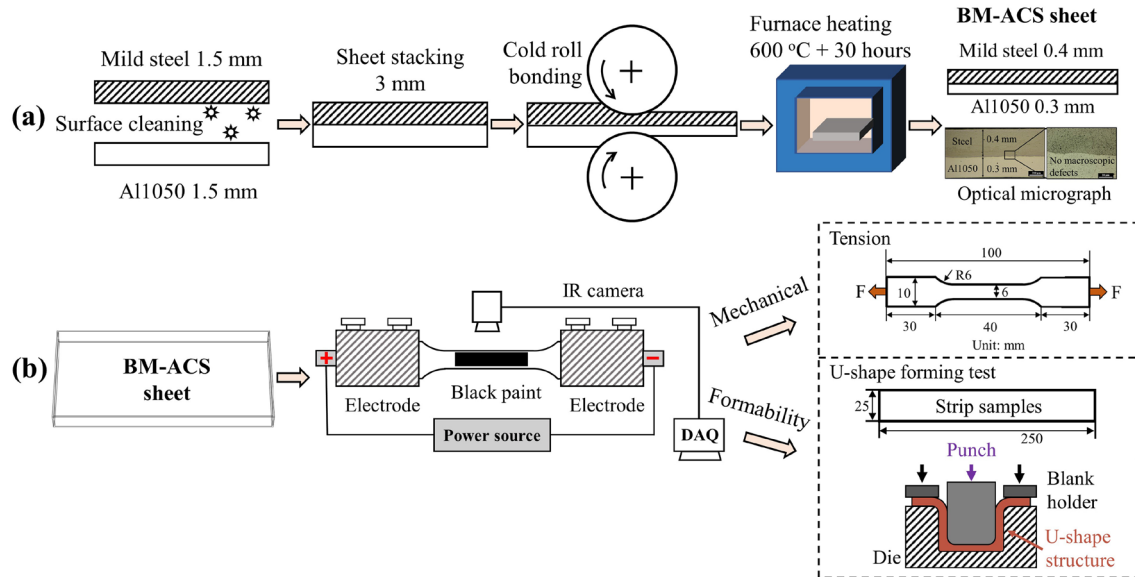 (a)
Mild steel 1.5 mm
Surface cleaning
Al1050 1.5 mm
Sheet stacking
3 mm
Cold roll
bonding
Furnace heating
600 °C + 30 hours
BM-ACS sheet
Mild steel 0.4 mm
Al1050 0.3 mm
Steel
0.4 mm
Al1050
0.3 mm
No macroscopic
defects
Optical micrograph
(b)
BM-ACS
sheet
IR camera
+
-
Electrode
Black paint
Electrode
Power source
DAQ
Mechanical
Formability
Tension
100
R6
F
10
6
F
30
40
30
Unit: mm
U-shape forming test
25
Strip samples
250
Punch
Blank
holder
Die
U-shape
structure